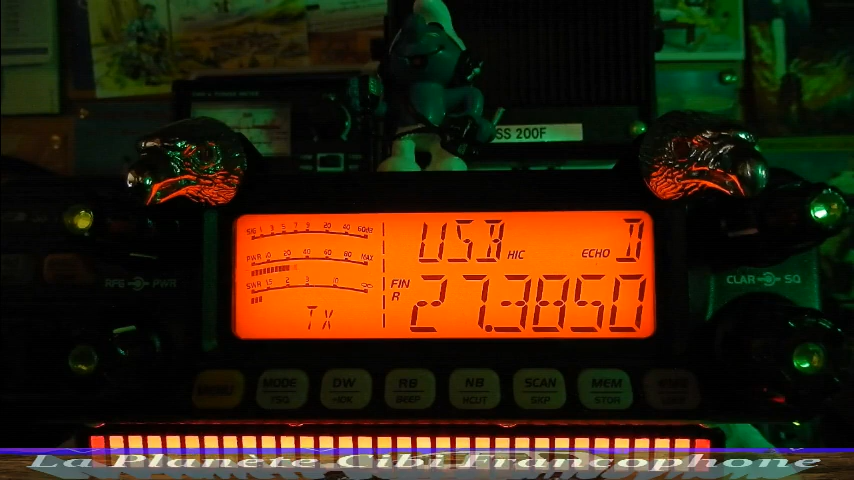 SS 200F
SIG 1 3 5 7 9 20 40 60dB
PWR 10 20 40 60 80 MAX
SWR 1 1.5 2 3 10 ∞
TX
USB HIC ECHO D
FIN
R
27.3850
RFG PWR
CLAR SQ
MODE
DW
RB
BEEP
NB
SCAN
SKP
MEM
STOR
La Planète Cibi Francophone